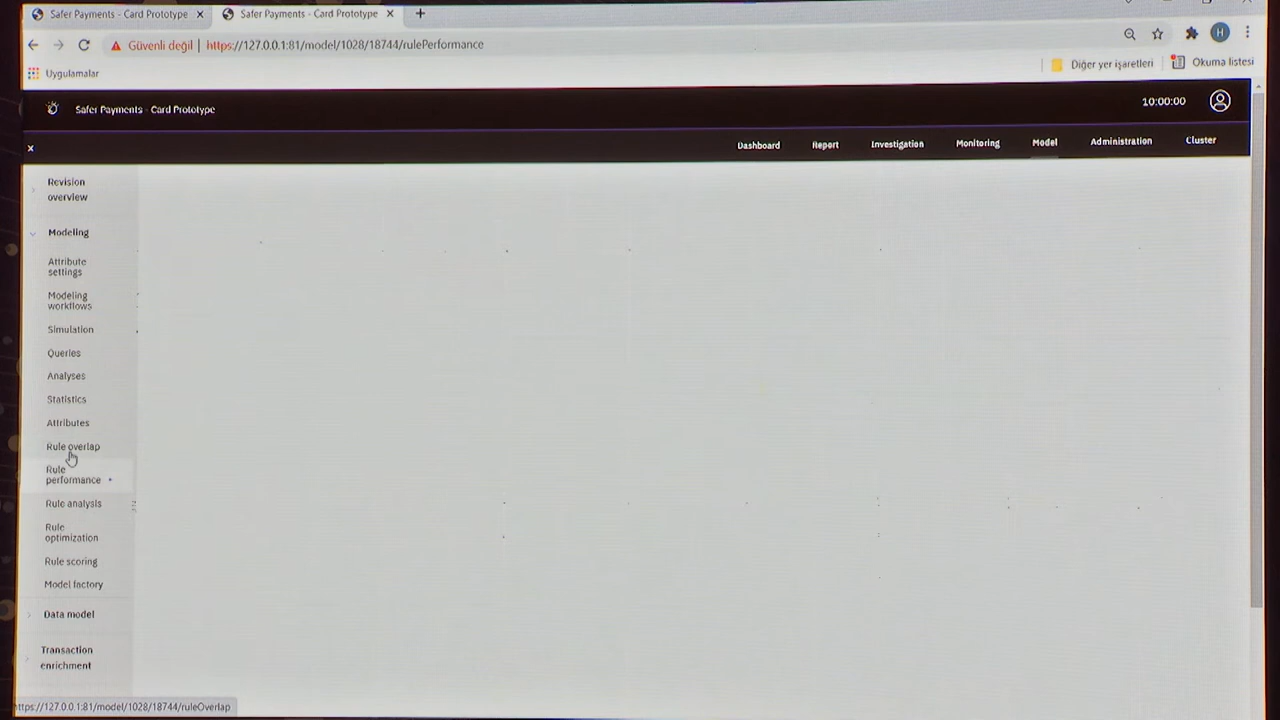 Safer Payments - Card Prototype
Safer Payments - Card Prototype
Güvenli değil | https://127.0.0.1:81/model/1028/18744/rulePerformance
H
Uygulamalar
Diğer yer işaretleri
Okuma listesi
Safer Payments - Card Prototype
10:00:00
Dashboard Report Investigation Monitoring Model Administration Cluster
Revision
overview
Modeling
Attribute
settings
Modeling
workflows
Simulation
Queries
Analyses
Statistics
Attributes
Rule overlap
Rule
performance
Rule analysis
Rule
optimization
Rule scoring
Model factory
Data model
Transaction
enrichment
https://127.0.0.1:81/model/1028/18744/ruleOverlap